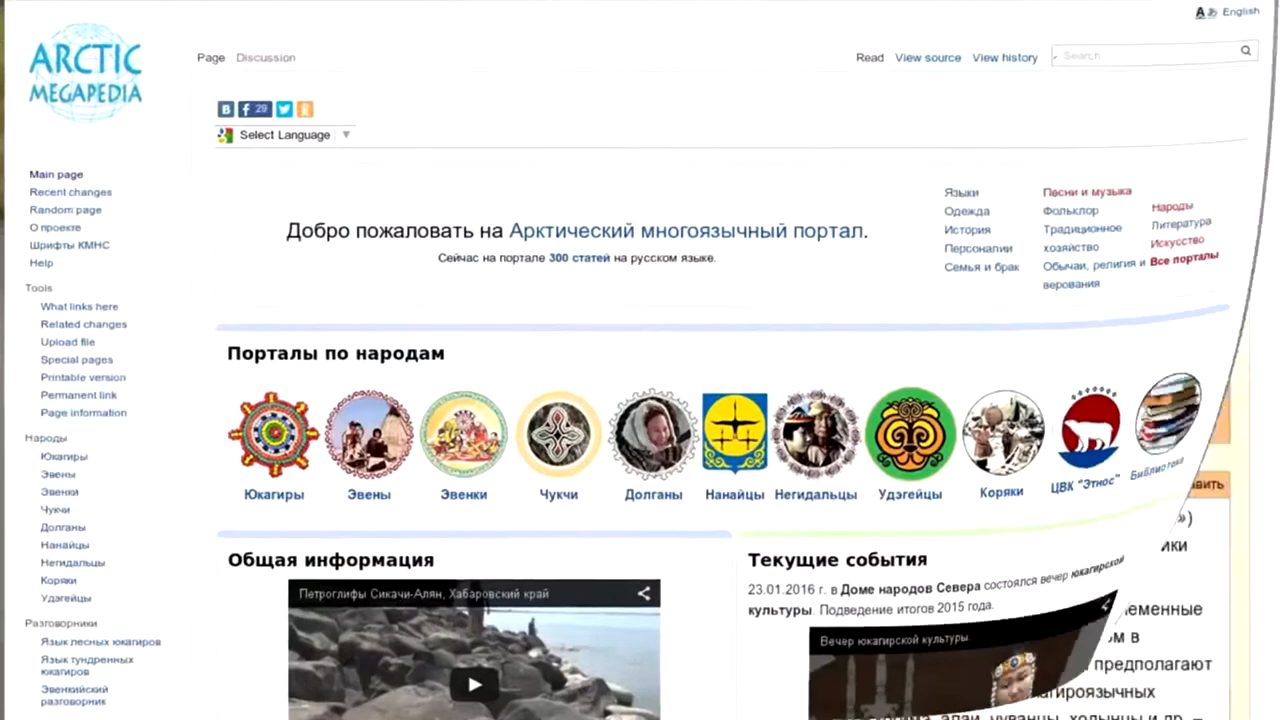 English
ARCTIC
MEGAPEDIA
Page Discussion
Read View source View history
Search
29
Select Language
Main page
Recent changes
Random page
О проекте
Шрифты КМНС
Help
Tools
What links here
Related changes
Upload file
Special pages
Printable version
Permanent link
Page information
Народы
Юкагиры
Эвены
Эвенки
Чукчи
Долганы
Нанайцы
Негидальцы
Коряки
Удэгейцы
Разговорники
Язык лесных юкагиров
Язык тундренных
юкагиров
Эвенкийский
разговорник
Добро пожаловать на Арктический многоязычный портал.
Сейчас на портале 300 статей на русском языке.
Языки
Одежда
История
Персоналии
Семья и брак
Песни и музыка
Фольклор
Традиционное
хозяйство
Обычаи, религия и
верования
Народы
Литература
Искусство
Все порталы
Порталы по народам
Юкагиры Эвены Эвенки Чукчи Долганы Нанайцы Негидальцы Удэгейцы Коряки ЦВК "Этнос" Библиотека
Общая информация
Петроглифы Сикачи-Алян, Хабаровский край
Текущие события
23.01.2016 г. в Доме народов Севера состоялся вечер юкагирской
культуры. Подведение итогов 2015 года.
Вечер юкагирской культуры
предполагают